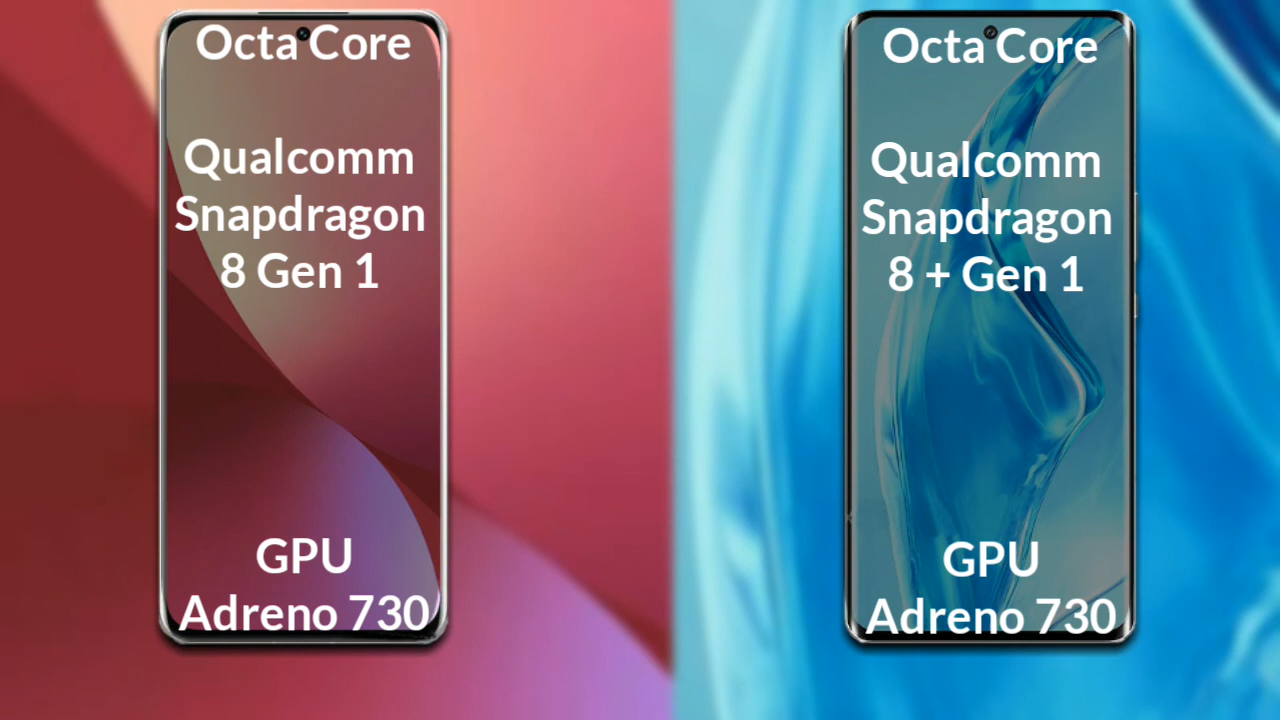 Octa Core
Qualcomm
Snapdragon
8 Gen 1
GPU
Adreno 730
Octa Core
Qualcomm
Snapdragon
8 + Gen 1
GPU
Adreno 730